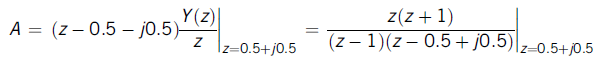 A = (z − 0.5 − j0.5) Y(z)/z |z=0.5+j0.5 = z(z + 1)/((z − 1)(z − 0.5 + j0.5)) |z=0.5+j0.5